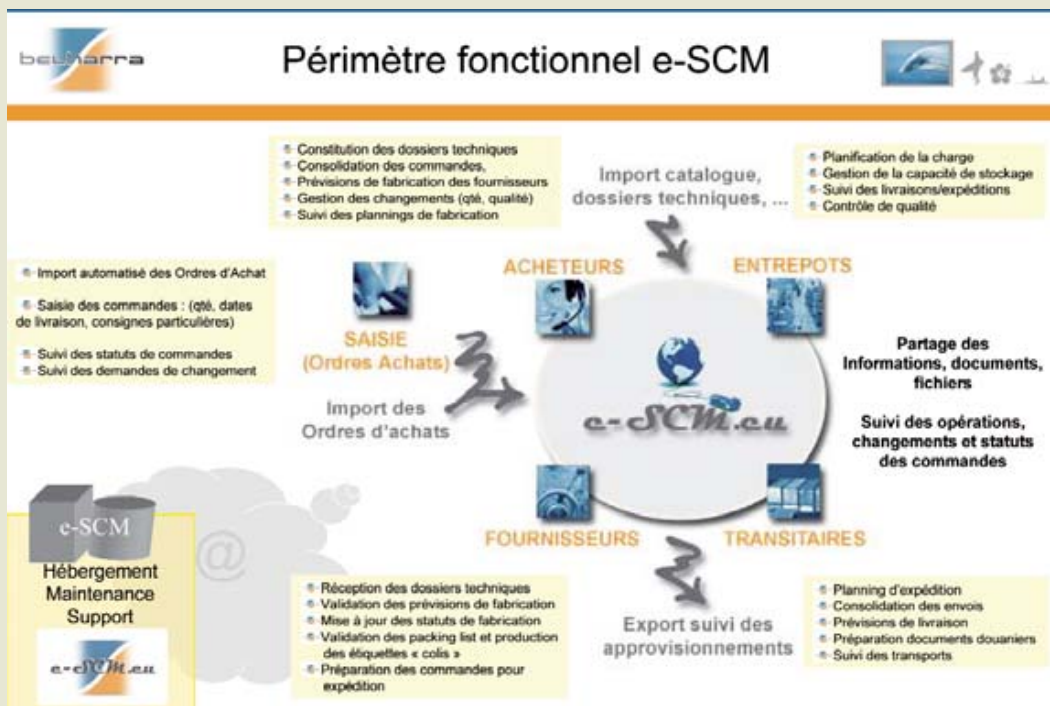 beuharra
Périmètre fonctionnel e-SCM
Constitution des dossiers techniques
Consolidation des commandes,
Prévisions de fabrication des fournisseurs
Gestion des changements (qté, qualité)
Suivi des plannings de fabrication
Import catalogue,
dossiers techniques, ...
Planification de la charge
Gestion de la capacité de stockage
Suivi des livraisons/expéditions
Contrôle de qualité
Import automatisé des Ordres d'Achat
Saisie des commandes : (qté, dates
de livraison, consignes particulières)
Suivi des statuts de commandes
Suivi des demandes de changement
SAISIE
(Ordres Achats)
Import des
Ordres d'achats
ACHETEURS
ENTREPOTS
e-SCM.eu
FOURNISSEURS
TRANSITAIRES
Partage des
Informations, documents,
fichiers
Suivi des opérations,
changements et statuts
des commandes
e-SCM
@
Hébergement
Maintenance
Support
e-SCM.eu
Réception des dossiers techniques
Validation des prévisions de fabrication
Mise à jour des statuts de fabrication
Validation des packing list et production
des étiquettes « colis »
Préparation des commandes pour
expédition
Export suivi des
approvisionnements
Planning d'expédition
Consolidation des envois
Prévisions de livraison
Préparation documents douaniers
Suivi des transports